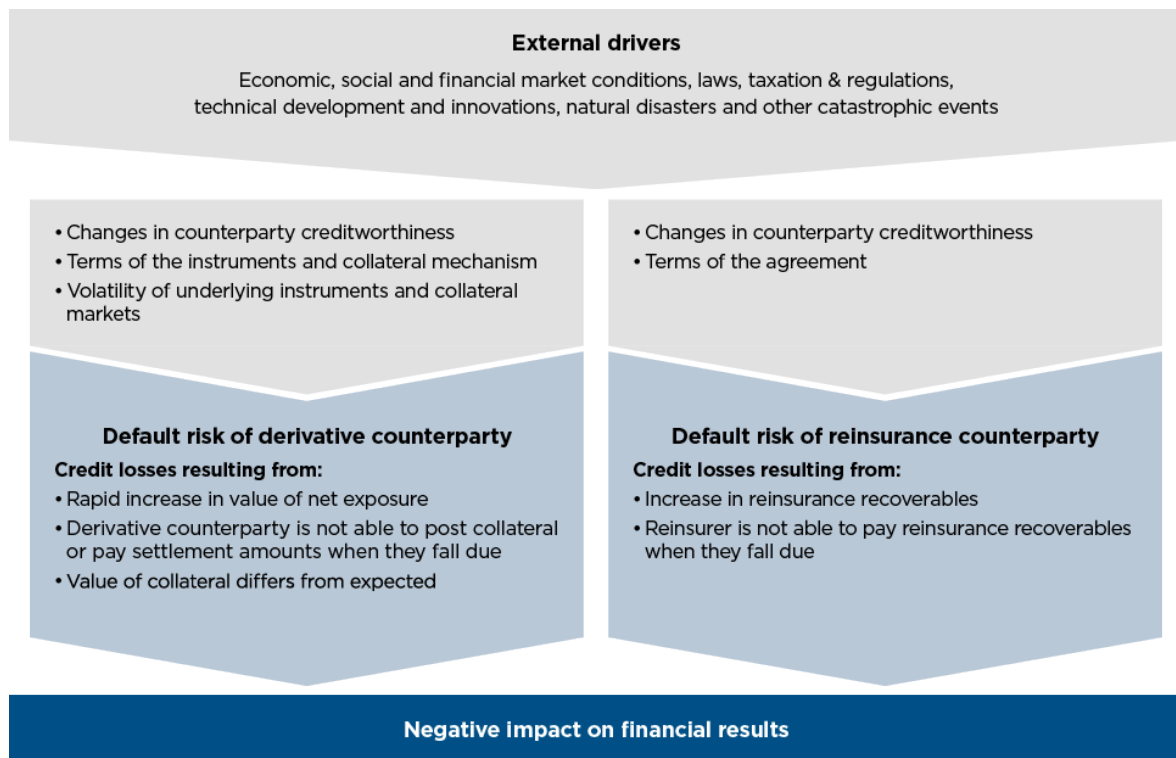 External drivers
Economic, social and financial market conditions, laws, taxation & regulations,
technical development and innovations, natural disasters and other catastrophic events
• Changes in counterparty creditworthiness
• Terms of the instruments and collateral mechanism
• Volatility of underlying instruments and collateral
markets
• Changes in counterparty creditworthiness
• Terms of the agreement
Default risk of derivative counterparty
Credit losses resulting from:
• Rapid increase in value of net exposure
• Derivative counterparty is not able to post collateral
or pay settlement amounts when they fall due
• Value of collateral differs from expected
Default risk of reinsurance counterparty
Credit losses resulting from:
• Increase in reinsurance recoverables
• Reinsurer is not able to pay reinsurance recoverables
when they fall due
Negative impact on financial results